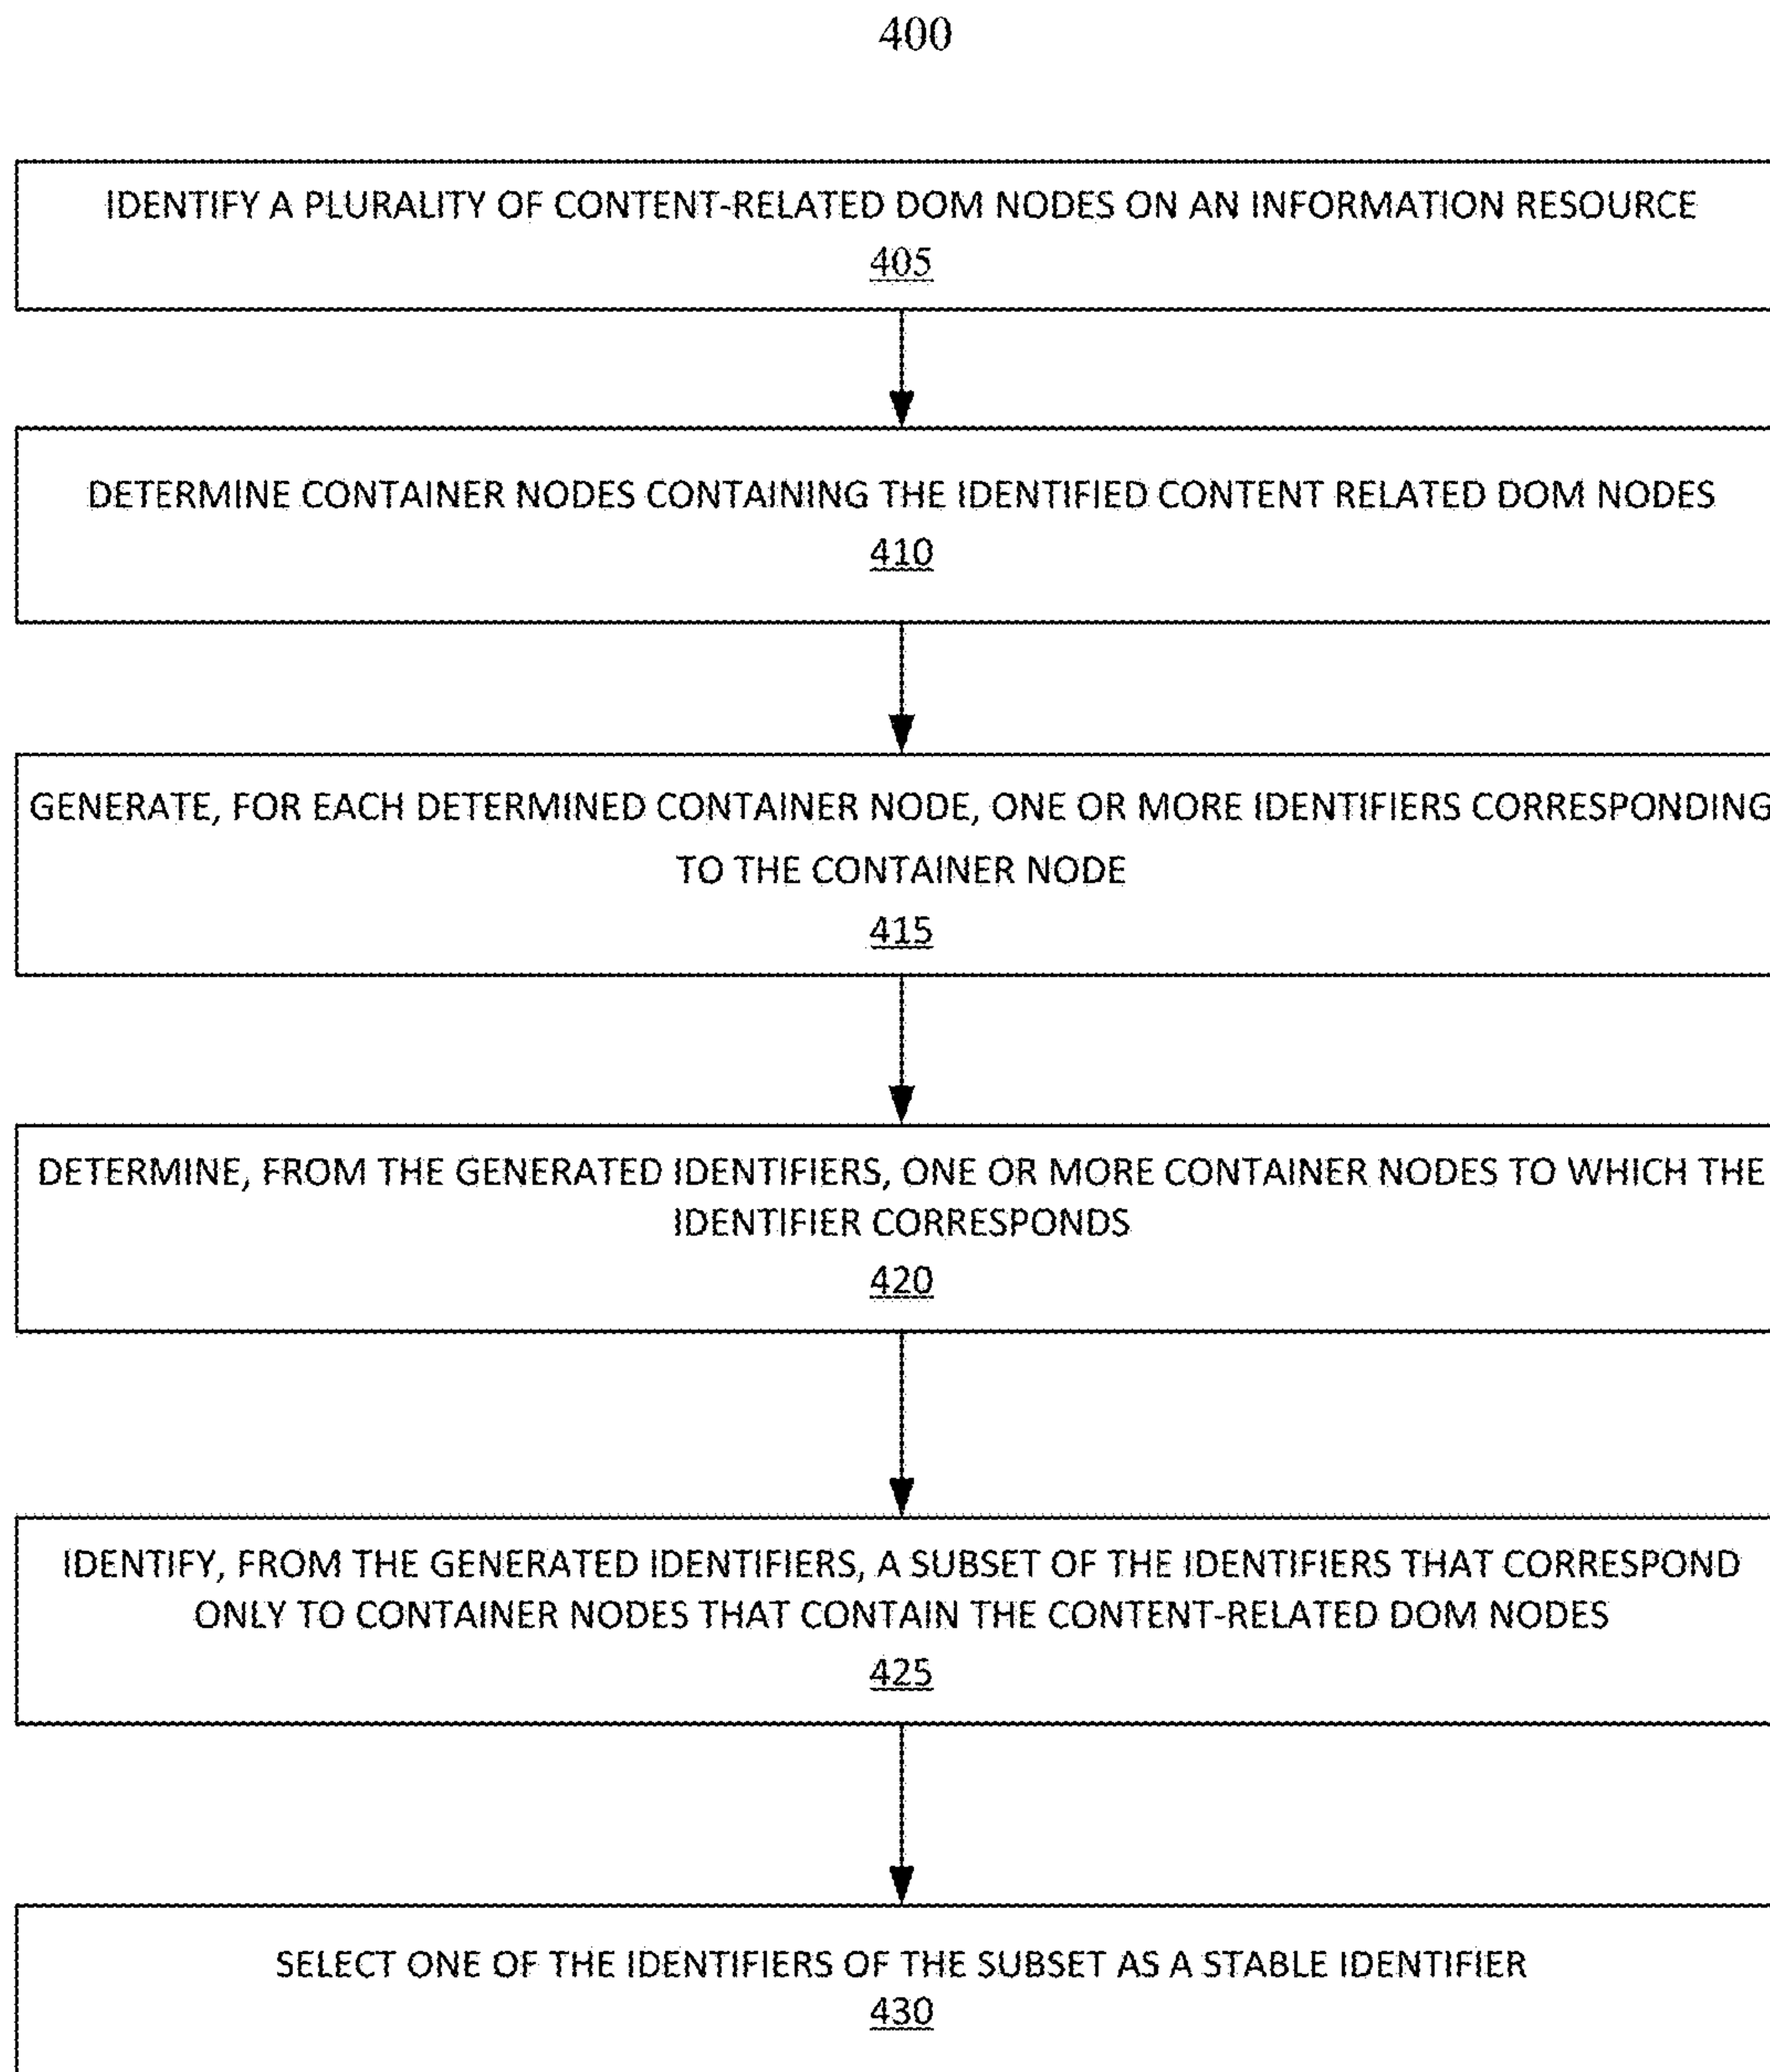 400
IDENTIFY A PLURALITY OF CONTENT-RELATED DOM NODES ON AN INFORMATION RESOURCE
405
DETERMINE CONTAINER NODES CONTAINING THE IDENTIFIED CONTENT RELATED DOM NODES
410
GENERATE, FOR EACH DETERMINED CONTAINER NODE, ONE OR MORE IDENTIFIERS CORRESPONDING
TO THE CONTAINER NODE
415
DETERMINE, FROM THE GENERATED IDENTIFIERS, ONE OR MORE CONTAINER NODES TO WHICH THE
IDENTIFIER CORRESPONDS
420
IDENTIFY, FROM THE GENERATED IDENTIFIERS, A SUBSET OF THE IDENTIFIERS THAT CORRESPOND
ONLY TO CONTAINER NODES THAT CONTAIN THE CONTENT-RELATED DOM NODES
425
SELECT ONE OF THE IDENTIFIERS OF THE SUBSET AS A STABLE IDENTIFIER
430